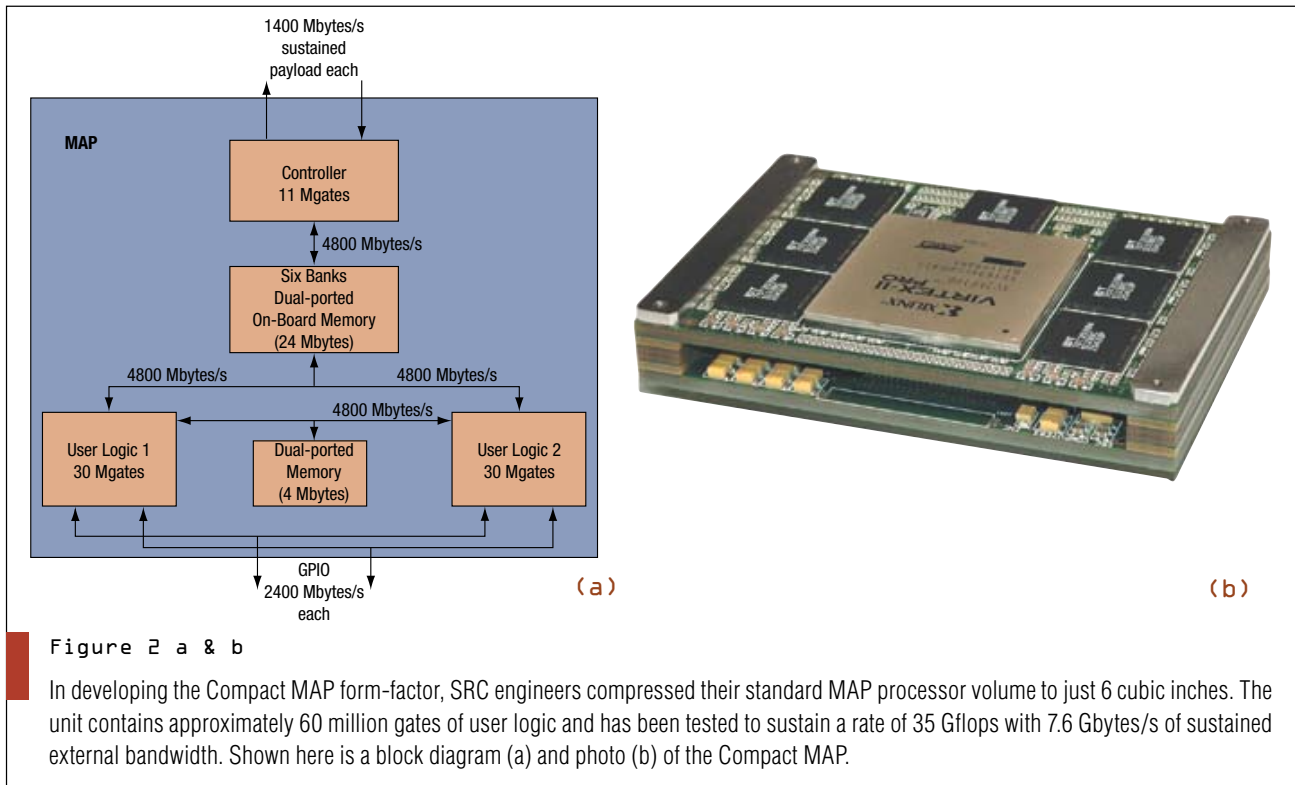 1400 Mbytes/s
sustained
payload each
MAP
Controller
11 Mgates
4800 Mbytes/s
Six Banks
Dual-ported
On-Board Memory
(24 Mbytes)
4800 Mbytes/s
4800 Mbytes/s
4800 Mbytes/s
User Logic 1
30 Mgates
Dual-ported
Memory
(4 Mbytes)
User Logic 2
30 Mgates
GPIO
2400 Mbytes/s
each
(a)
XILINX
VIRTEX-II
PRO
(b)
Figure 2 a & b
In developing the Compact MAP form-factor, SRC engineers compressed their standard MAP processor volume to just 6 cubic inches. The
unit contains approximately 60 million gates of user logic and has been tested to sustain a rate of 35 Gflops with 7.6 Gbytes/s of sustained
external bandwidth. Shown here is a block diagram (a) and photo (b) of the Compact MAP.